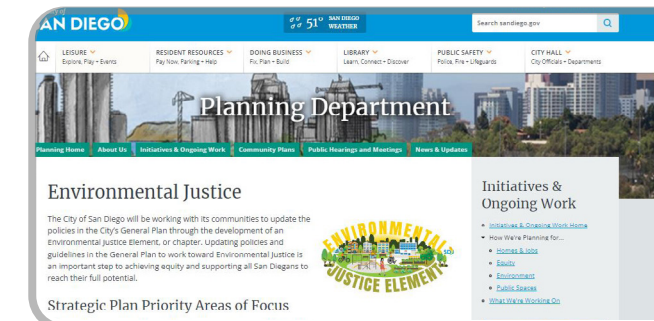 City of
SAN DIEGO
51° SAN DIEGO WEATHER
Search sandiego.gov
LEISURE
Explore, Play + Events
RESIDENT RESOURCES
Pay Now, Parking + Help
DOING BUSINESS
Fix, Plan + Build
LIBRARY
Learn, Connect + Discover
PUBLIC SAFETY
Police, Fire + Lifeguards
CITY HALL
City Officials + Departments
Planning Department
Planning Home
About Us
Initiatives & Ongoing Work
Community Plans
Public Hearings and Meetings
News & Updates
Environmental Justice
The City of San Diego will be working with its communities to update the
policies in the City's General Plan through the development of an
Environmental Justice Element, or chapter. Updating policies and
guidelines in the General Plan to work toward Environmental Justice is
an important step to achieving equity and supporting all San Diegans to
reach their full potential.
Strategic Plan Priority Areas of Focus
ENVIRONMENTAL
JUSTICE ELEMENT
SD
Initiatives &
Ongoing Work
Initiatives & Ongoing Work Home
How We're Planning for...
Homes & Jobs
Equity
Environment
Public Spaces
What We're Working On